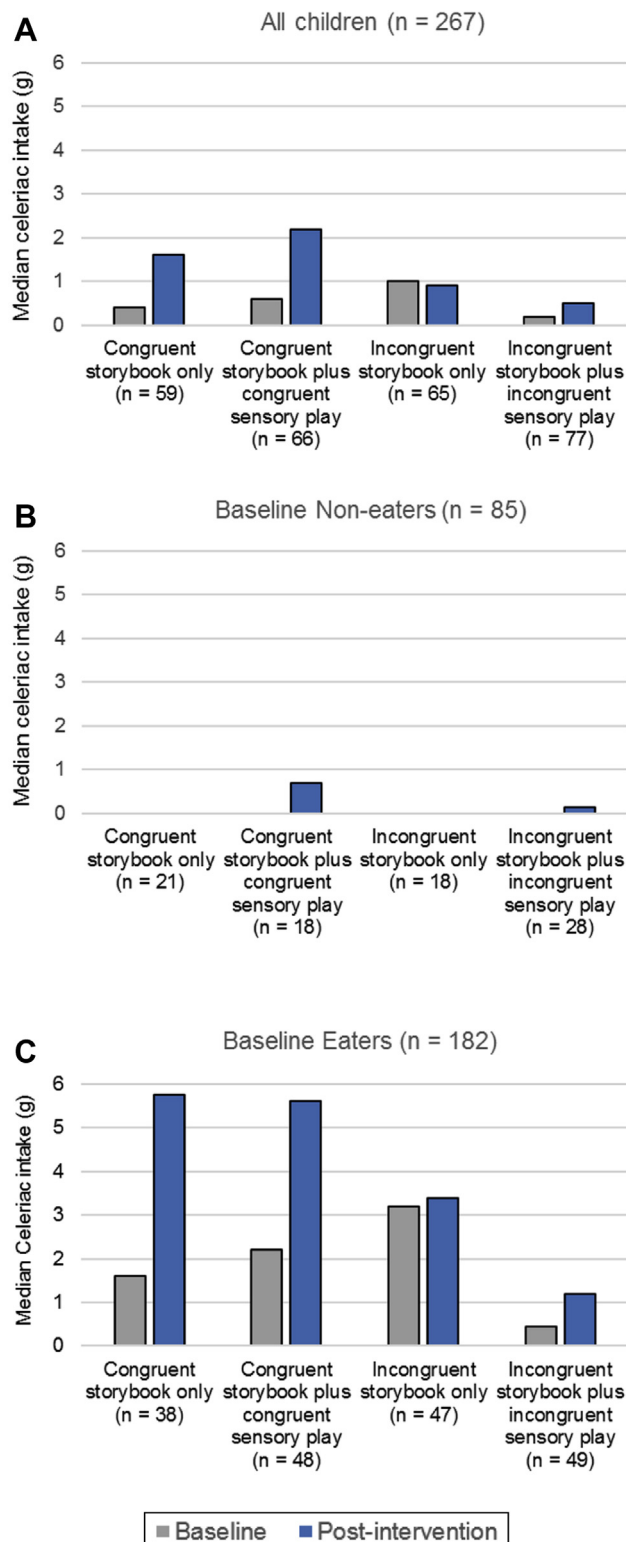 A
All children (n = 267)
Median celeriac intake (g)
6
5
4
3
2
1
0
Congruent storybook only (n = 59)
Congruent storybook plus congruent sensory play (n = 66)
Incongruent storybook only (n = 65)
Incongruent storybook plus incongruent sensory play (n = 77)
B
Baseline Non-eaters (n = 85)
Median celeriac intake (g)
6
5
4
3
2
1
0
Congruent storybook only (n = 21)
Congruent storybook plus congruent sensory play (n = 18)
Incongruent storybook only (n = 18)
Incongruent storybook plus incongruent sensory play (n = 28)
C
Baseline Eaters (n = 182)
Median Celeriac intake (g)
6
5
4
3
2
1
0
Congruent storybook only (n = 38)
Congruent storybook plus congruent sensory play (n = 48)
Incongruent storybook only (n = 47)
Incongruent storybook plus incongruent sensory play (n = 49)
Baseline
Post-intervention